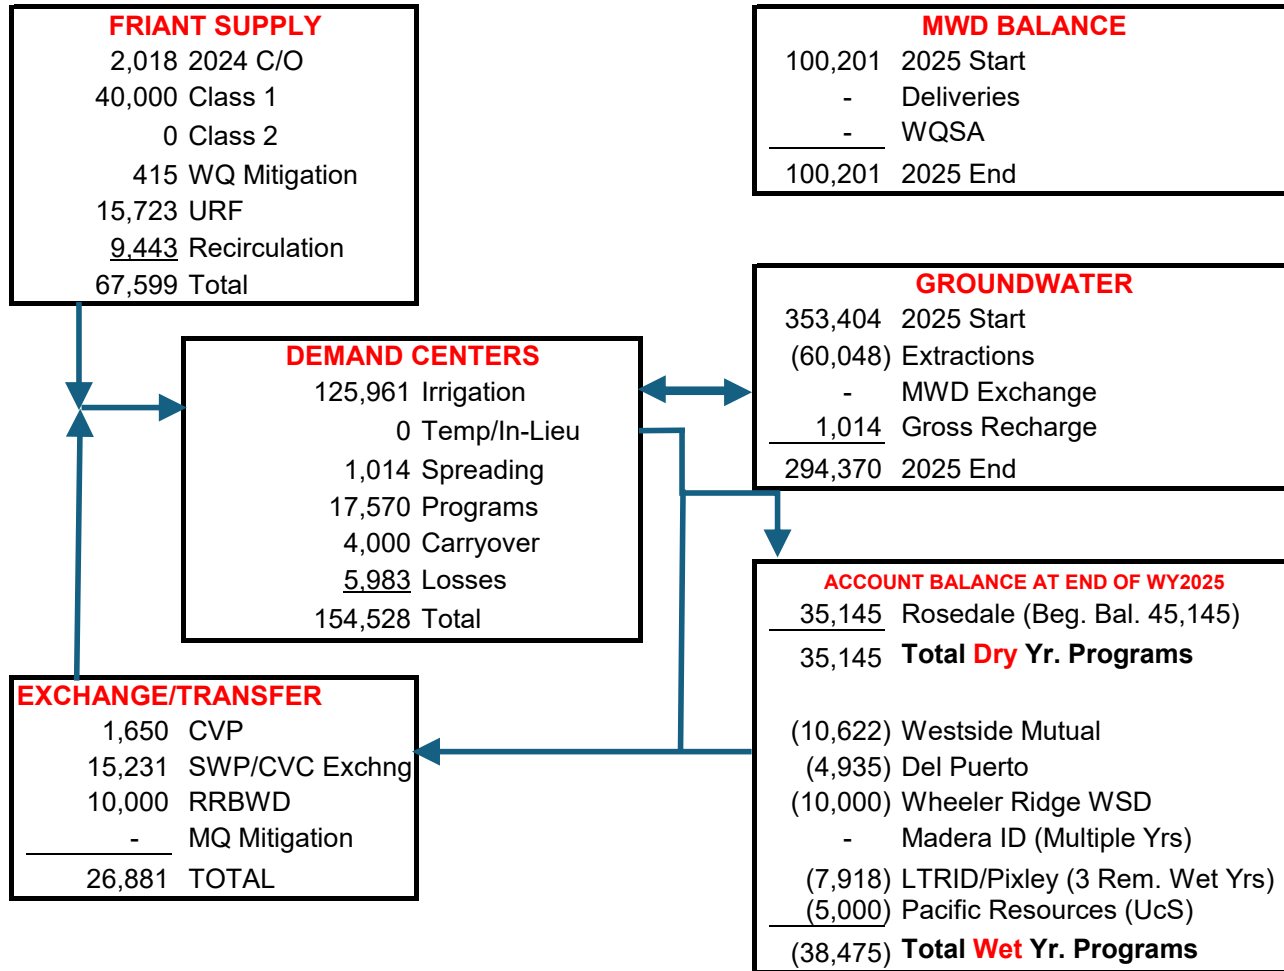 FRIANT SUPPLY
2,018 2024 C/O
40,000 Class 1
0 Class 2
415 WQ Mitigation
15,723 URF
9,443 Recirculation
67,599 Total
MWD BALANCE
100,201 2025 Start
- Deliveries
- WQSA
100,201 2025 End
GROUNDWATER
353,404 2025 Start
(60,048) Extractions
- MWD Exchange
1,014 Gross Recharge
294,370 2025 End
DEMAND CENTERS
125,961 Irrigation
0 Temp/In-Lieu
1,014 Spreading
17,570 Programs
4,000 Carryover
5,983 Losses
154,528 Total
ACCOUNT BALANCE AT END OF WY2025
35,145 Rosedale (Beg. Bal. 45,145)
35,145 Total Dry Yr. Programs
(10,622) Westside Mutual
(4,935) Del Puerto
(10,000) Wheeler Ridge WSD
- Madera ID (Multiple Yrs)
(7,918) LTRID/Pixley (3 Rem. Wet Yrs)
(5,000) Pacific Resources (UcS)
(38,475) Total Wet Yr. Programs
EXCHANGE/TRANSFER
1,650 CVP
15,231 SWP/CVC Exchng
10,000 RRBWD
- MQ Mitigation
26,881 TOTAL